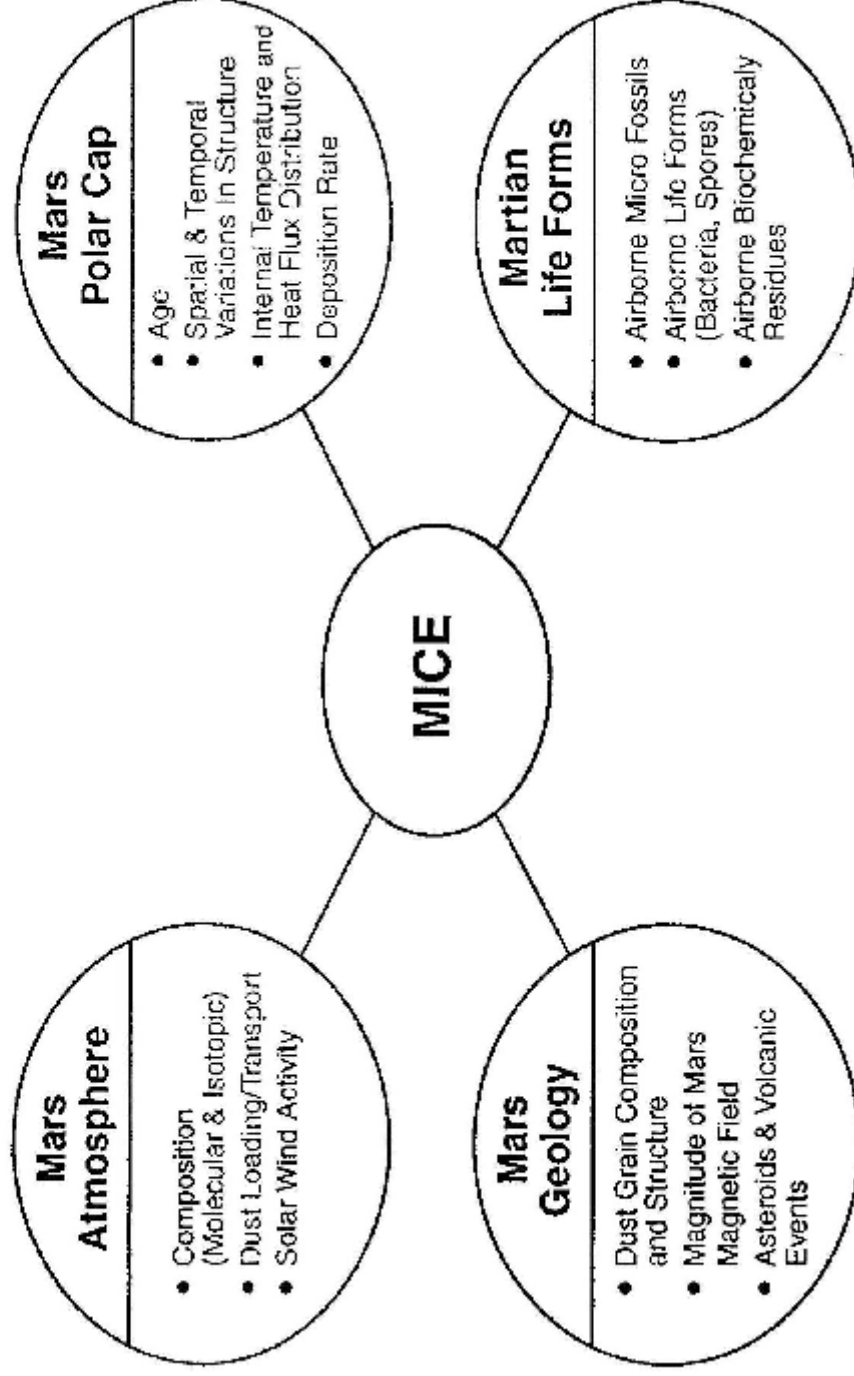 Mars
Atmosphere
• Composition
(Molecular & Isotopic)
• Dust Loading/Transport
• Solar Wind Activity
Mars
Polar Cap
• Age
• Spatial & Temporal
Variations In Structure
• Internal Temperature and
Heat Flux Distribution
• Deposition Rate
MICE
Mars
Geology
• Dust Grain Composition
and Structure
• Magnitude of Mars
Magnetic Field
• Asteroids & Volcanic
Events
Martian
Life Forms
• Airborne Micro Fossils
• Airborne Life Forms
(Bacteria, Spores)
• Airborne Biochemicaly
Residues